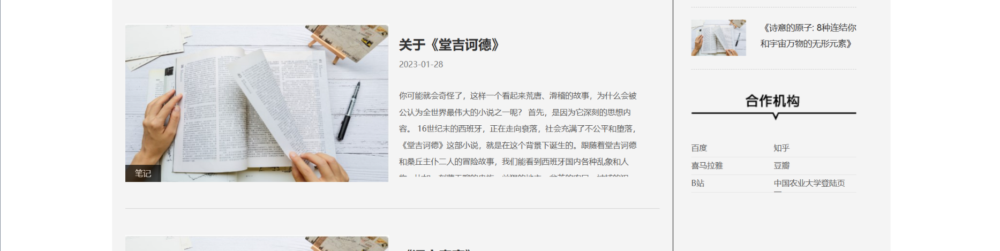 关于《堂吉诃德》
2023-01-28
你可能就会奇怪了，这样一个看起来荒唐、滑稽的故事，为什么会被
公认为全世界最伟大的小说之一呢？ 首先，是因为它深刻的思想内
容。 16世纪末的西班牙，正在走向衰落，社会充满了不公平和堕落，
《堂吉诃德》这部小说，就是在这个背景下诞生的。跟随着堂吉诃德
和桑丘主仆二人的冒险故事，我们能看到西班牙国内各种乱象和人
笔记
《诗意的原子: 8种连结你
和宇宙万物的无形元素》
合作机构
百度
知乎
喜马拉雅
豆瓣
B站
中国农业大学登陆页